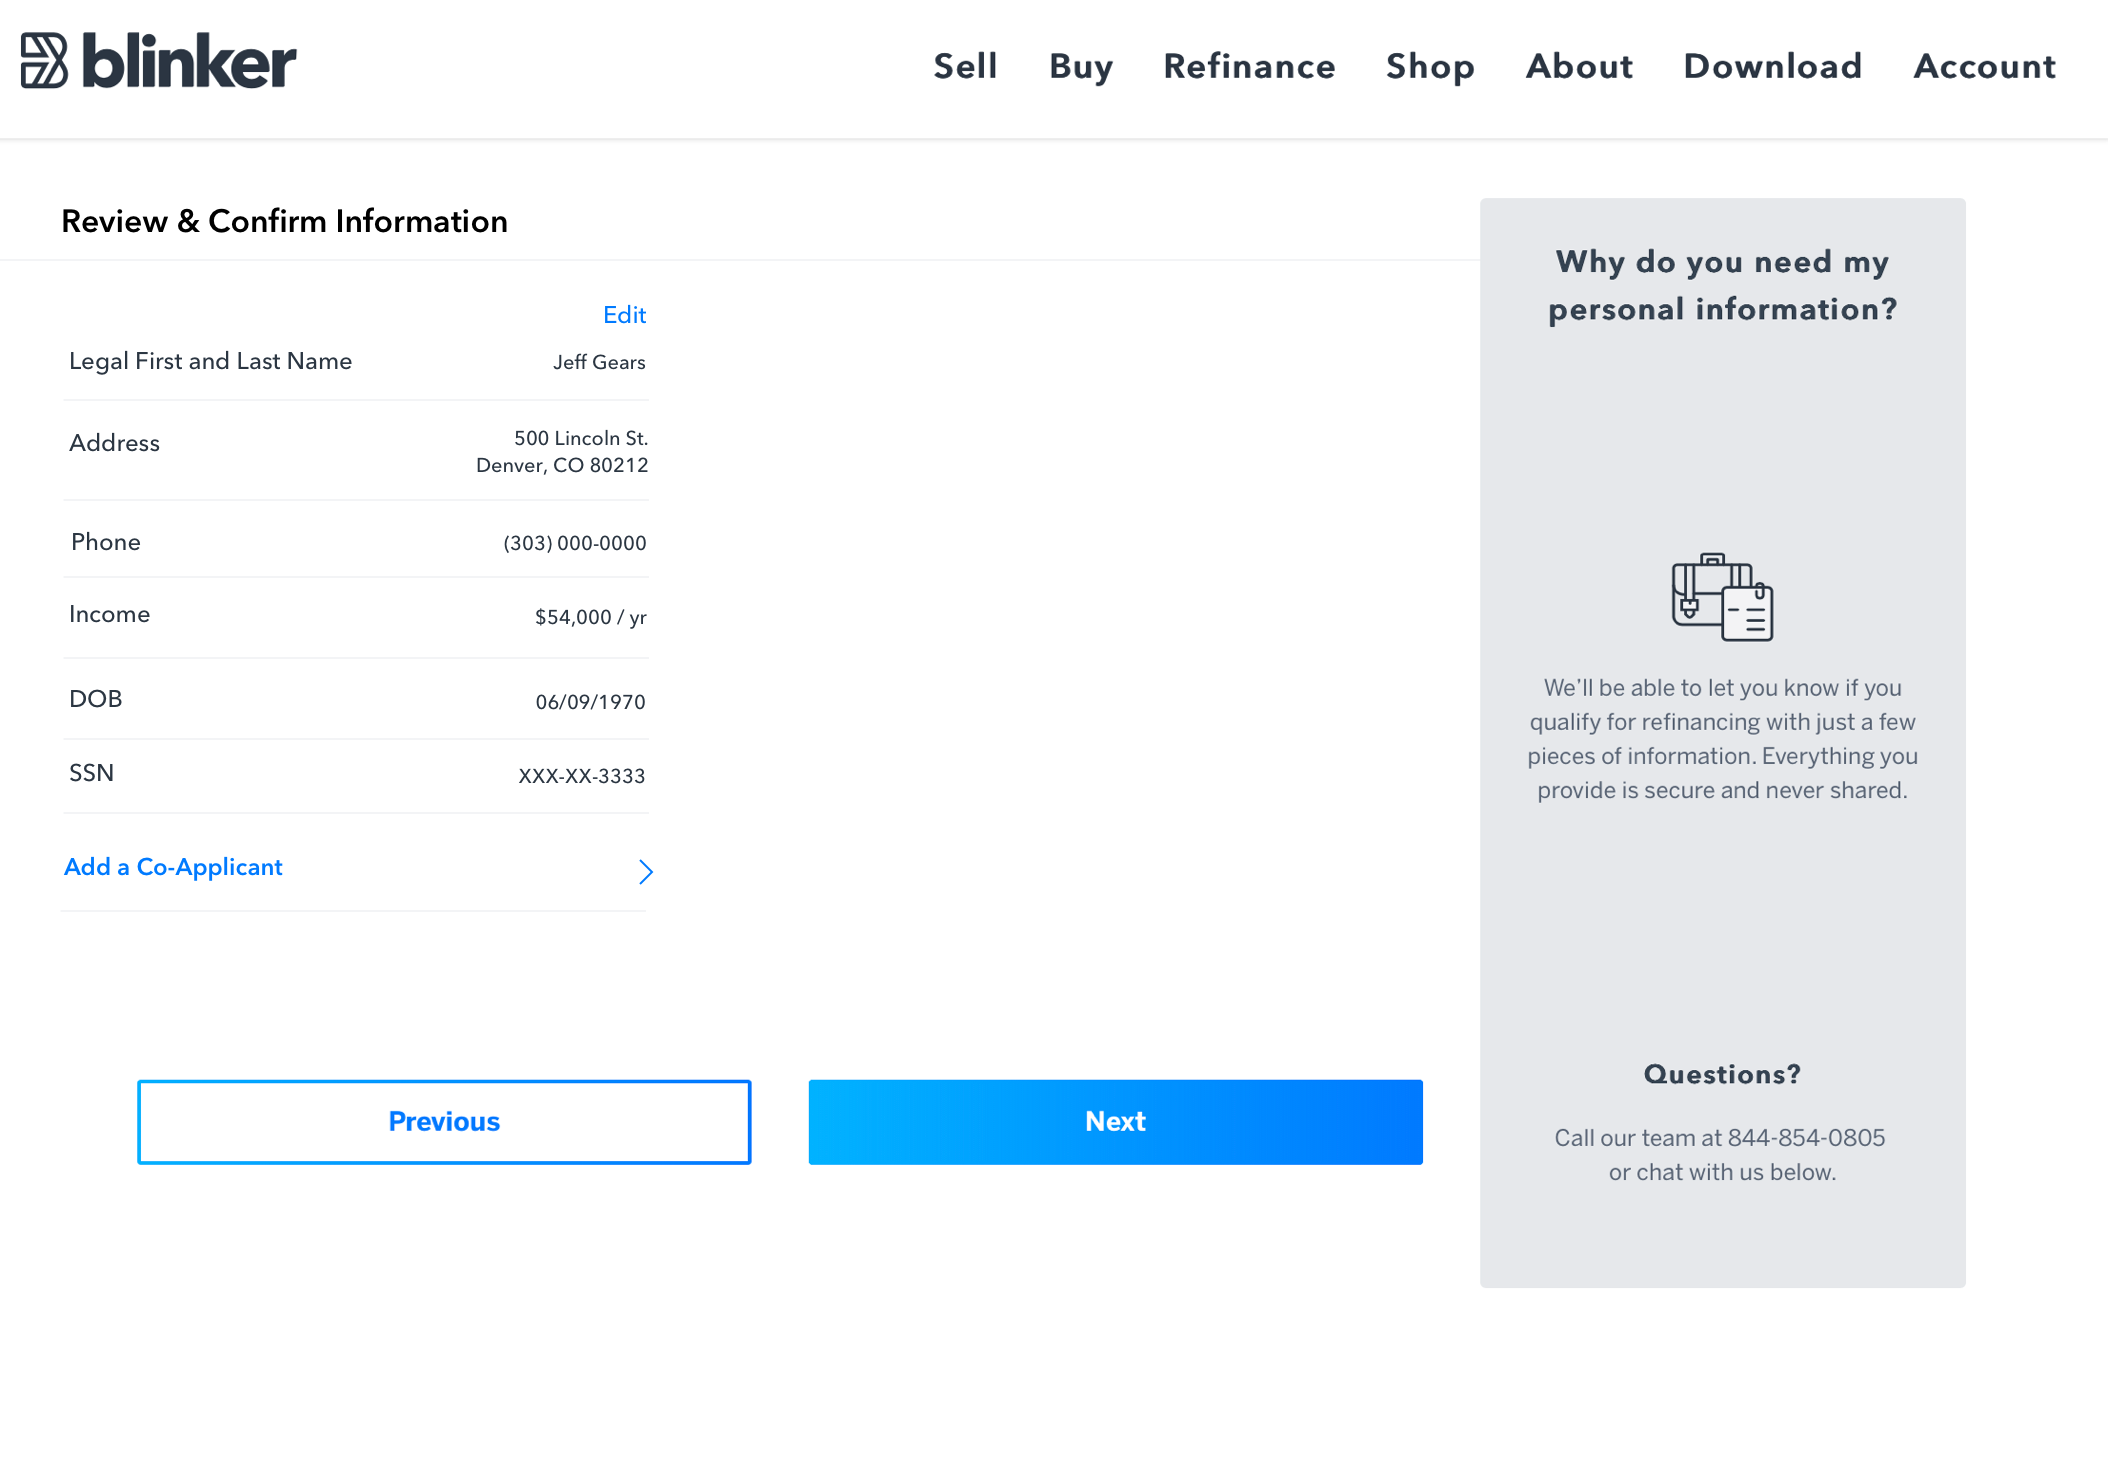 blinker
Sell Buy Refinance Shop About Download Account
Review & Confirm Information
Edit
Legal First and Last Name Jeff Gears
Address 500 Lincoln St.
Denver, CO 80212
Phone (303) 000-0000
Income $54,000 / yr
DOB 06/09/1970
SSN XXX-XX-3333
Add a Co-Applicant
Previous
Next
Why do you need my
personal information?
We'll be able to let you know if you
qualify for refinancing with just a few
pieces of information. Everything you
provide is secure and never shared.
Questions?
Call our team at 844-854-0805
or chat with us below.